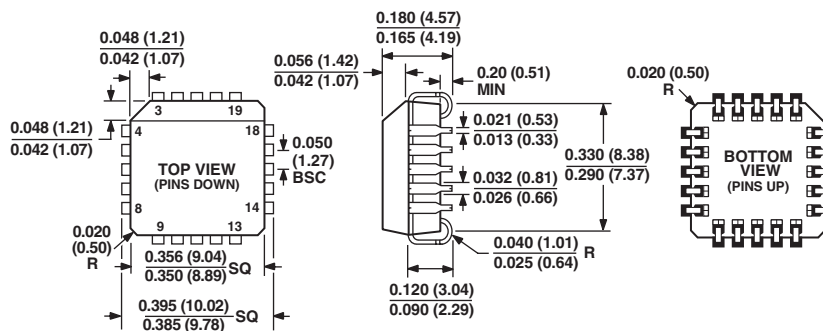 0.048 (1.21)
0.042 (1.07)
0.048 (1.21)
0.042 (1.07)
3
19
4
18
TOP VIEW
(PINS DOWN)
8
14
9
13
0.050
(1.27)
BSC
0.020
(0.50)
R
0.356 (9.04)
0.350 (8.89) SQ
0.395 (10.02)
0.385 (9.78) SQ
0.180 (4.57)
0.165 (4.19)
0.056 (1.42)
0.042 (1.07)
0.20 (0.51)
MIN
0.021 (0.53)
0.013 (0.33)
0.032 (0.81)
0.026 (0.66)
0.330 (8.38)
0.290 (7.37)
0.040 (1.01)
0.025 (0.64) R
0.120 (3.04)
0.090 (2.29)
0.020 (0.50)
R
BOTTOM
VIEW
(PINS UP)